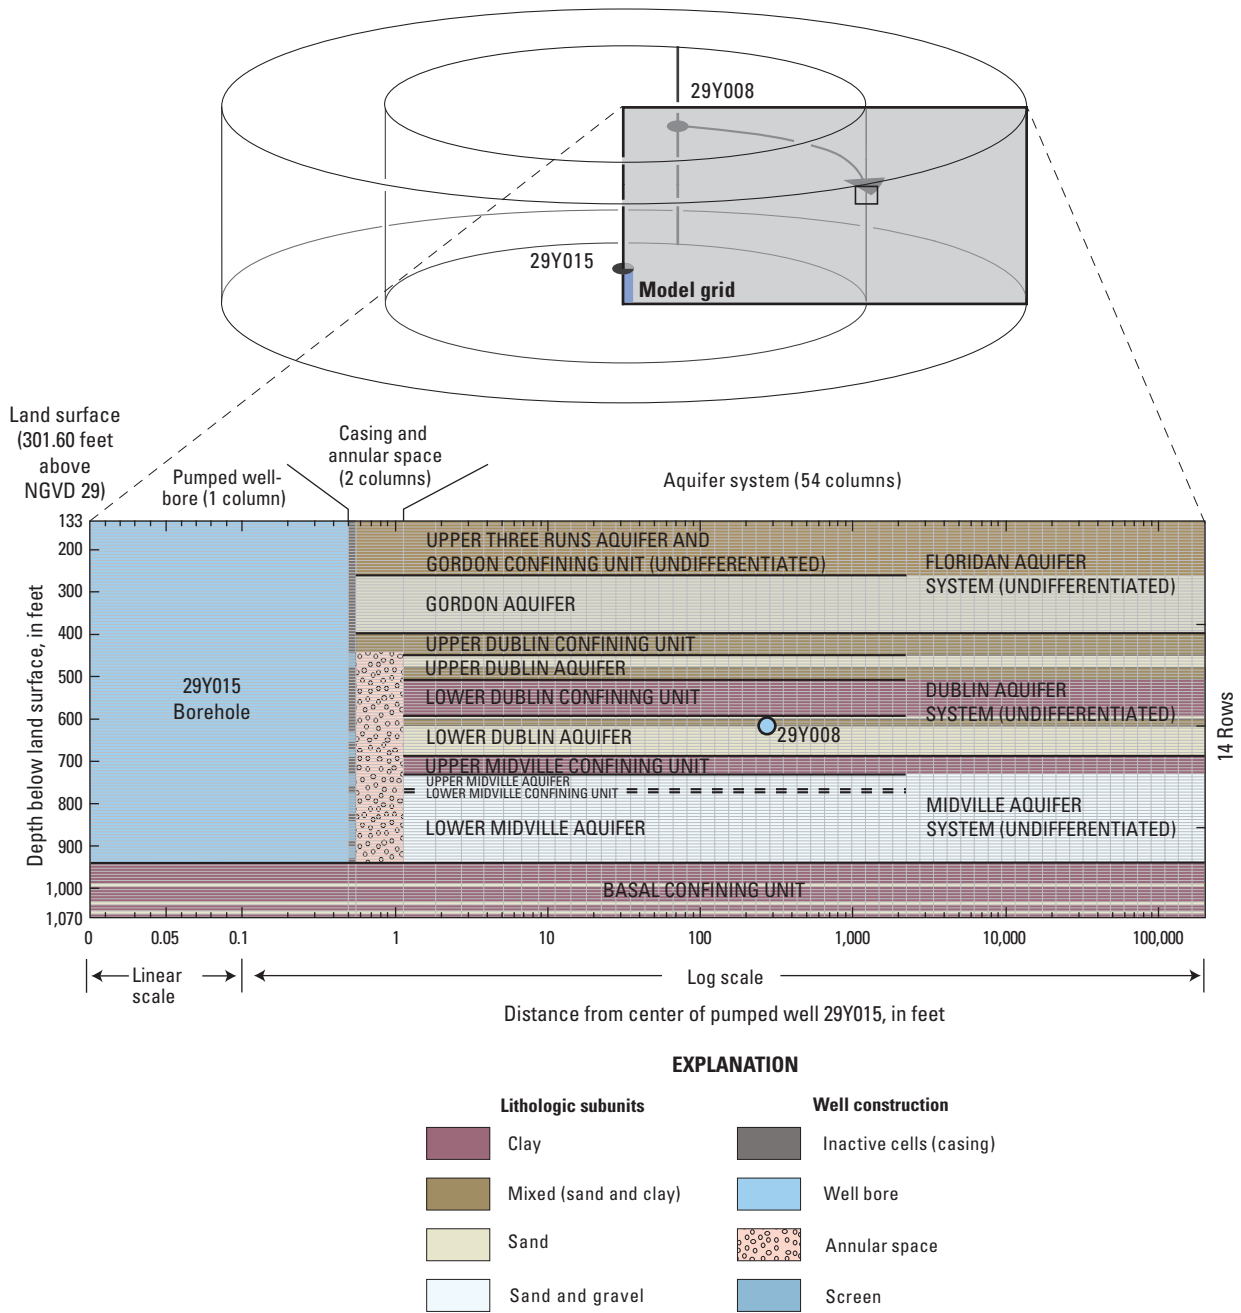 29Y008
29Y015
Model grid
Land surface
(301.60 feet
above
NGVD 29)
Pumped well-
bore (1 column)
Casing and
annular space
(2 columns)
Aquifer system (54 columns)
Depth below land surface, in feet
133
200
300
400
500
600
700
800
900
1,000
1,070
29Y015
Borehole
UPPER THREE RUNS AQUIFER AND
GORDON CONFINING UNIT (UNDIFFERENTIATED)
GORDON AQUIFER
UPPER DUBLIN CONFINING UNIT
UPPER DUBLIN AQUIFER
LOWER DUBLIN CONFINING UNIT
29Y008
LOWER DUBLIN AQUIFER
UPPER MIDVILLE CONFINING UNIT
UPPER MIDVILLE AQUIFER
LOWER MIDVILLE CONFINING UNIT
LOWER MIDVILLE AQUIFER
BASAL CONFINING UNIT
FLORIDAN AQUIFER
SYSTEM (UNDIFFERENTIATED)
DUBLIN AQUIFER
SYSTEM (UNDIFFERENTIATED)
MIDVILLE AQUIFER
SYSTEM (UNDIFFERENTIATED)
14 Rows
0 0.05 0.1 1 10 100 1,000 10,000 100,000
Linear
scale
Log scale
Distance from center of pumped well 29Y015, in feet
EXPLANATION
Lithologic subunits
Clay
Mixed (sand and clay)
Sand
Sand and gravel
Well construction
Inactive cells (casing)
Well bore
Annular space
Screen